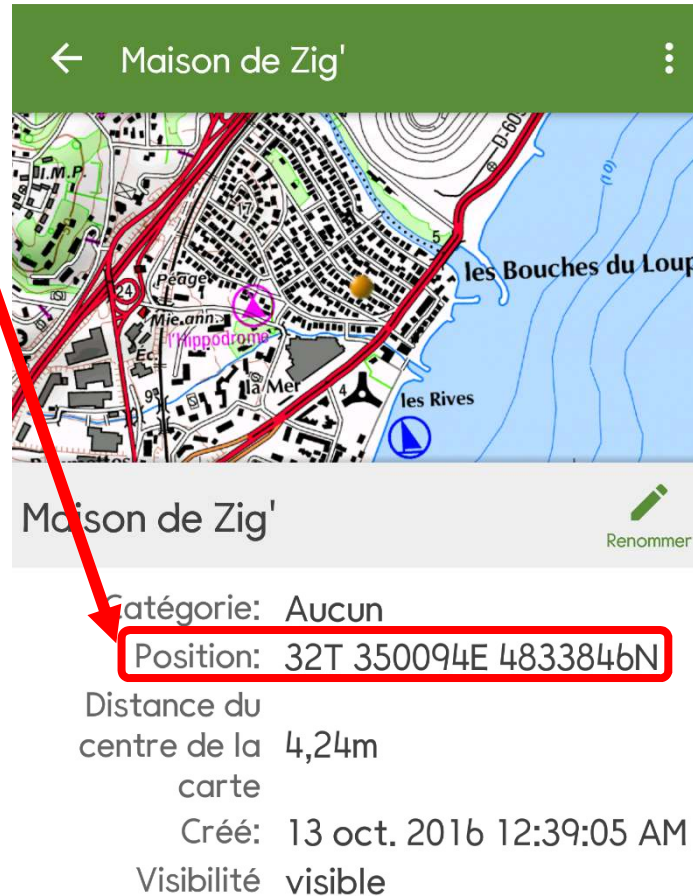 Maison de Zig'
I.M.P.
D-60
17
5
les Bouches du Loup
Péage
24
Mie.ann.
l'Hippodrome
Éc.
la Mer
4
9
les Rives
Maison de Zig'
Renommer
Catégorie: Aucun
Position: 32T 350094E 4833846N
Distance du
centre de la 4,24m
carte
Créé: 13 oct. 2016 12:39:05 AM
Visibilité visible